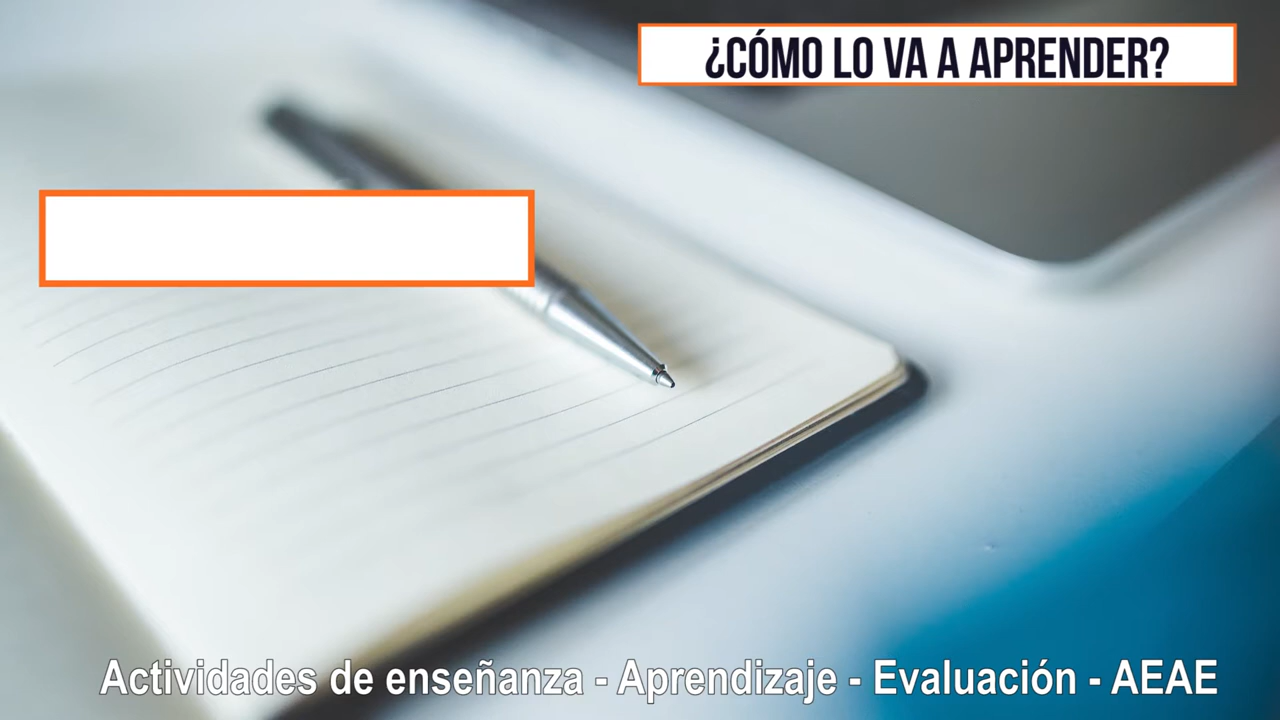 ¿CÓMO LO VA A APRENDER?
Actividades de enseñanza - Aprendizaje - Evaluación - AEAE